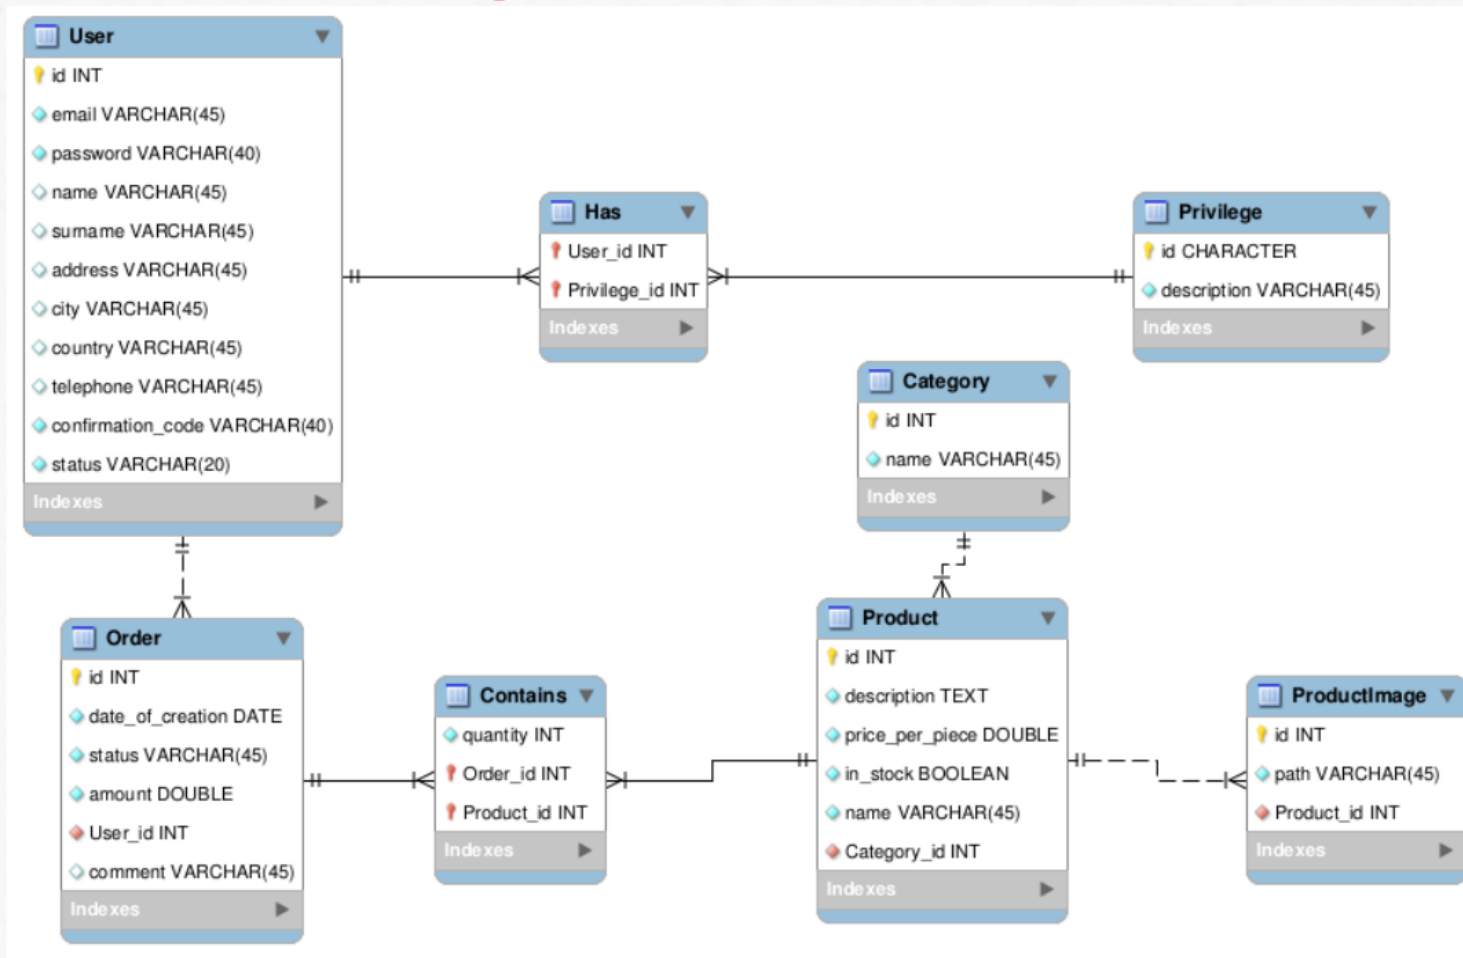 User
id INT
email VARCHAR(45)
password VARCHAR(40)
name VARCHAR(45)
surname VARCHAR(45)
address VARCHAR(45)
city VARCHAR(45)
country VARCHAR(45)
telephone VARCHAR(45)
confirmation_code VARCHAR(40)
status VARCHAR(20)
Indexes
Has
User_id INT
Privilege_id INT
Indexes
Privilege
id CHARACTER
description VARCHAR(45)
Indexes
Category
id INT
name VARCHAR(45)
Indexes
Order
id INT
date_of_creation DATE
status VARCHAR(45)
amount DOUBLE
User_id INT
comment VARCHAR(45)
Indexes
Contains
quantity INT
Order_id INT
Product_id INT
Indexes
Product
id INT
description TEXT
price_per_piece DOUBLE
in_stock BOOLEAN
name VARCHAR(45)
Category_id INT
Indexes
ProductImage
id INT
path VARCHAR(45)
Product_id INT
Indexes